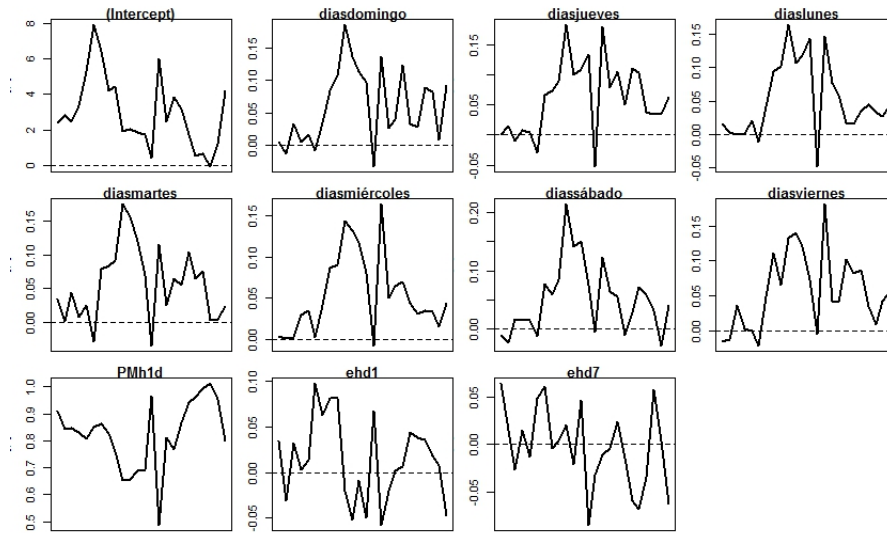 (Intercept) diasdomingo diasjueves diaslunes
8 6 4 2 0
0.15 0.10 0.05 0.00
0.15 0.05 -0.05
0.15 0.10 0.05 0.00 -0.05
diasmartes diasmiércoles diassábado diasviernes
0.15 0.10 0.05 0.00
0.15 0.10 0.05 0.00
0.20 0.10 0.00
0.15 0.10 0.05 0.00
PMh1d ehd1 ehd7
1.0 0.9 0.8 0.7 0.6 0.5
0.10 0.05 0.00 -0.05
0.05 0.00 -0.05